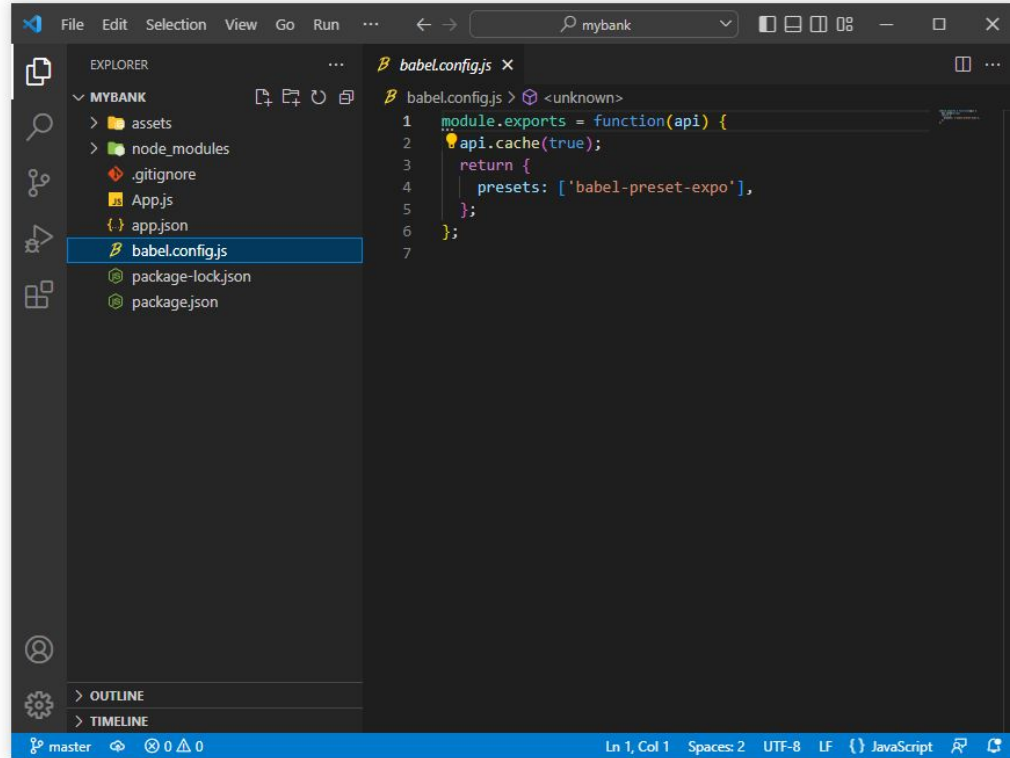 File Edit Selection View Go Run ··· mybank
EXPLORER ···
MYBANK
assets
node_modules
.gitignore
JS App.js
{..} app.json
babel.config.js
package-lock.json
package.json
OUTLINE
TIMELINE
babel.config.js
babel.config.js > <unknown>
1 module.exports = function(api) {
2 api.cache(true);
3 return {
4 presets: ['babel-preset-expo'],
5 };
6 };
7
master 0 0 Ln 1, Col 1 Spaces: 2 UTF-8 LF {} JavaScript